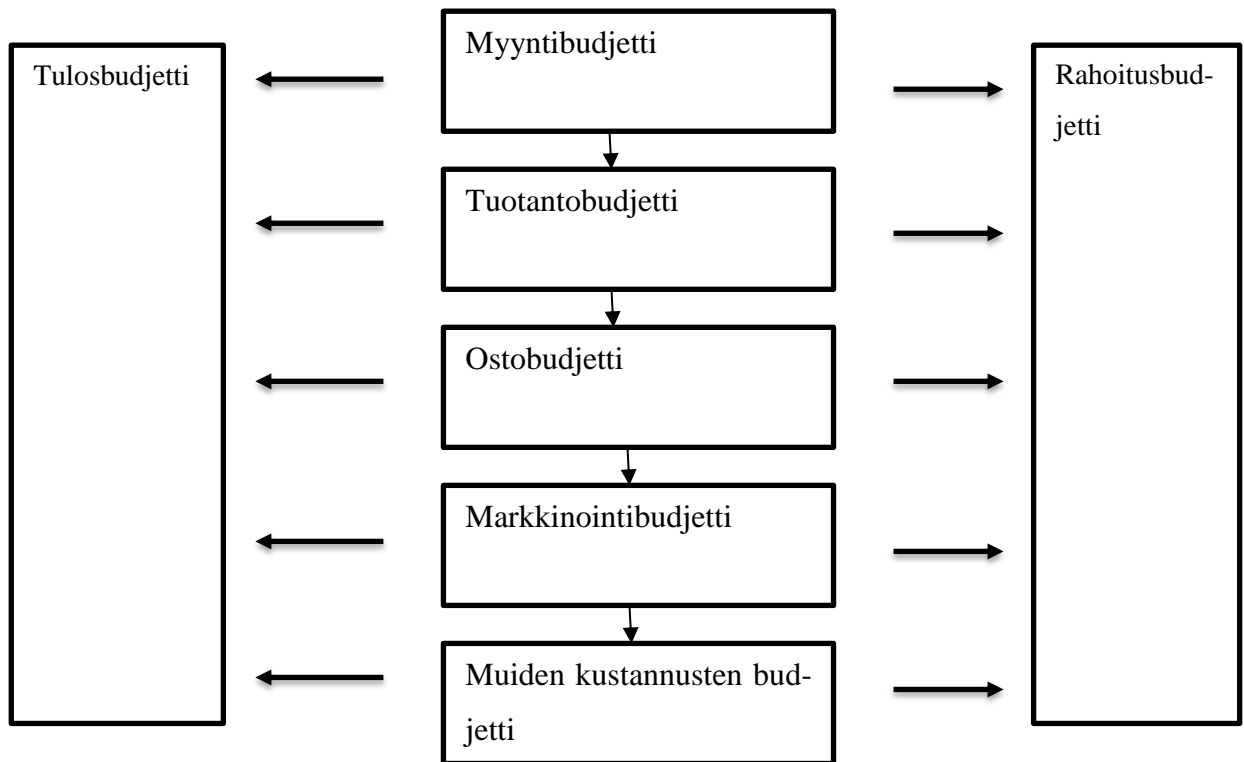 Myyntibudjetti
Tulosbudjetti
Rahoitusbud-
jetti
Tuotantobudjetti
Ostobudjetti
Markkinointibudjetti
Muiden kustannusten bud-
jetti